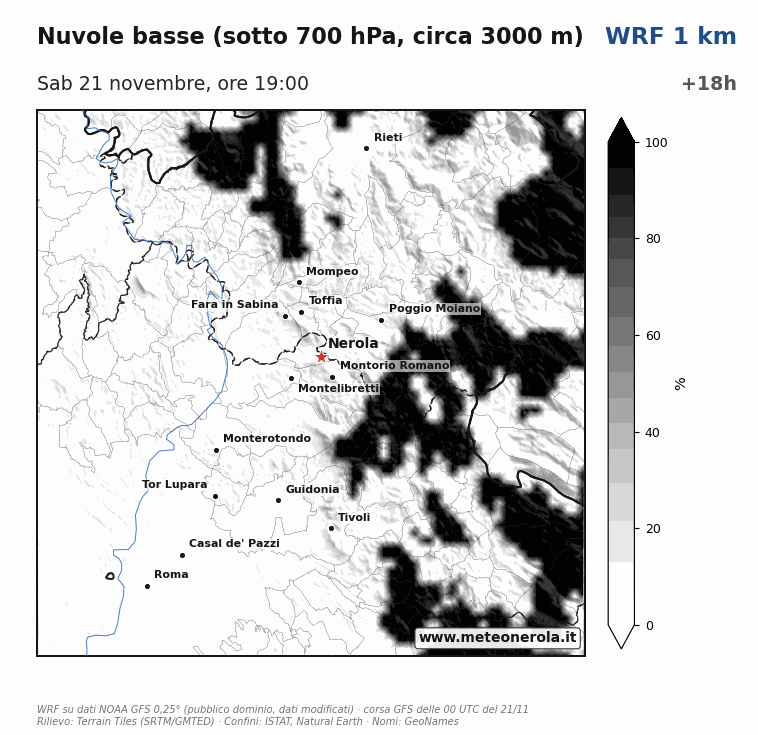 Nuvole basse (sotto 700 hPa, circa 3000 m) WRF 1 km
Sab 21 novembre, ore 19:00 +18h
Rieti
Mompeo
Fara in Sabina
Toffia
Poggio Moiano
Nerola
Montorio Romano
Montelibretti
Monterotondo
Tor Lupara
Guidonia
Tivoli
Casal de' Pazzi
Roma
www.meteonerola.it
100
80
60
40
20
0
%
WRF su dati NOAA GFS 0,25° (pubblico dominio, dati modificati) · corsa GFS delle 00 UTC del 21/11
Rilievo: Terrain Tiles (SRTM/GMTED) · Confini: ISTAT, Natural Earth · Nomi: GeoNames